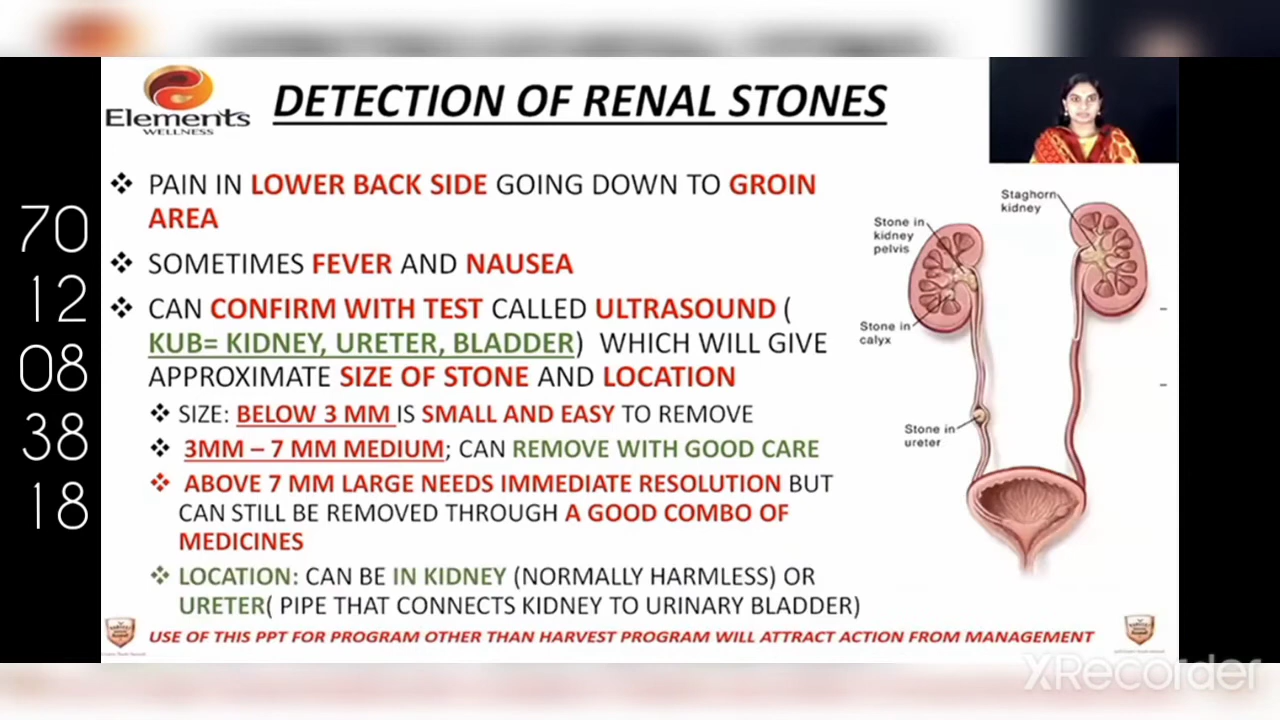 Elements
WELLNESS
DETECTION OF RENAL STONES
❖ PAIN IN LOWER BACK SIDE GOING DOWN TO GROIN
AREA
❖ SOMETIMES FEVER AND NAUSEA
❖ CAN CONFIRM WITH TEST CALLED ULTRASOUND (
KUB= KIDNEY, URETER, BLADDER) WHICH WILL GIVE
APPROXIMATE SIZE OF STONE AND LOCATION
❖ SIZE: BELOW 3 MM IS SMALL AND EASY TO REMOVE
❖ 3MM – 7 MM MEDIUM; CAN REMOVE WITH GOOD CARE
❖ ABOVE 7 MM LARGE NEEDS IMMEDIATE RESOLUTION BUT
CAN STILL BE REMOVED THROUGH A GOOD COMBO OF
MEDICINES
❖ LOCATION: CAN BE IN KIDNEY (NORMALLY HARMLESS) OR
URETER( PIPE THAT CONNECTS KIDNEY TO URINARY BLADDER)
USE OF THIS PPT FOR PROGRAM OTHER THAN HARVEST PROGRAM WILL ATTRACT ACTION FROM MANAGEMENT
Staghorn
kidney
Stone in
kidney
pelvis
Stone in
calyx
Stone in
ureter
70
12
08
38
18
XRecorder